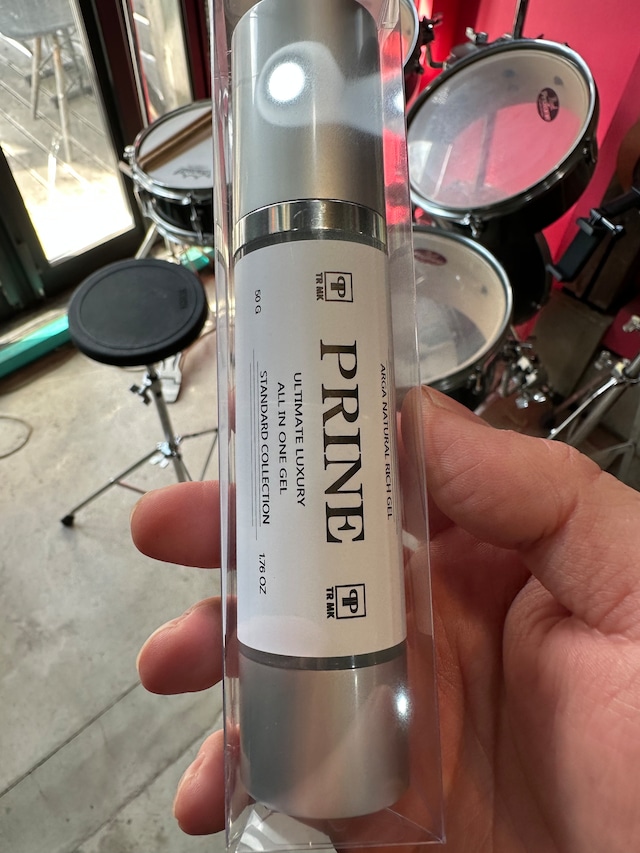 ARGA NATURAL RICH GEL
P
TR MK
PRINE
P
TR MK
ULTIMATE LUXURY
ALL IN ONE GEL
50 G
STANDARD COLLECTION
1.76 OZ